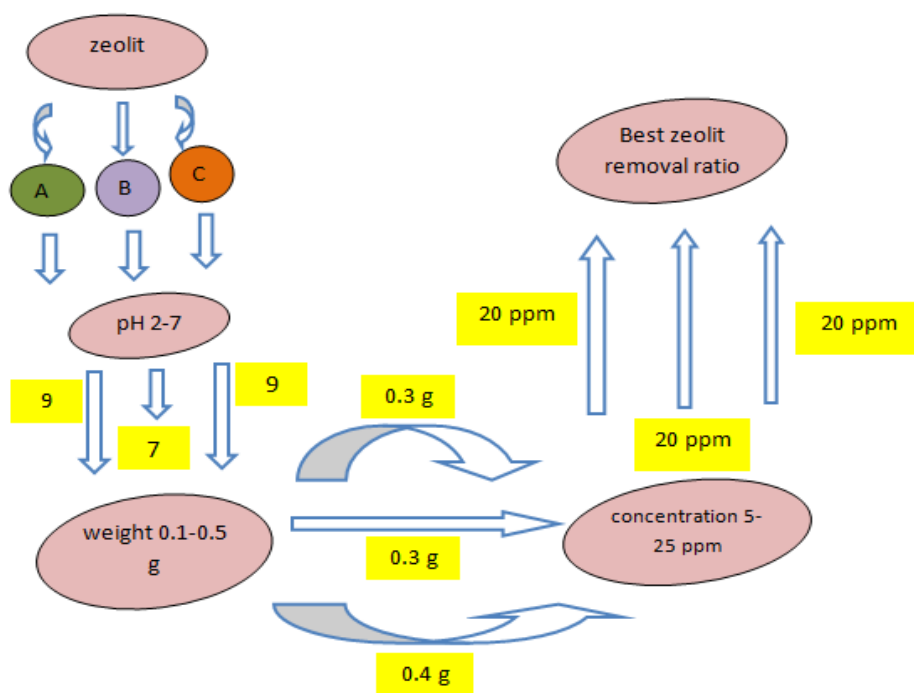 zeolit
A
B
C
pH 2-7
9
7
9
weight 0.1-0.5
g
0.3 g
0.3 g
0.4 g
concentration 5-
25 ppm
20 ppm
20 ppm
20 ppm
Best zeolit
removal ratio